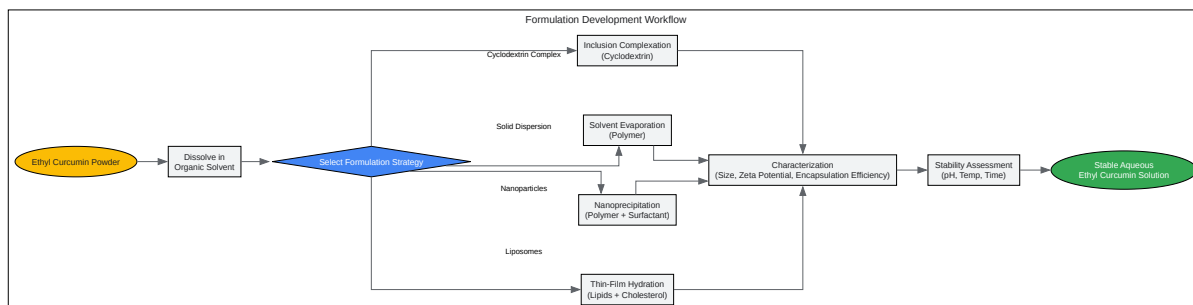 Formulation Development Workflow
Ethyl Curcumin Powder
Dissolve in
Organic Solvent
Select Formulation Strategy
Cyclodextrin Complex
Inclusion Complexation
(Cyclodextrin)
Solid Dispersion
Solvent Evaporation
(Polymer)
Nanoparticles
Nanoprecipitation
(Polymer + Surfactant)
Liposomes
Thin-Film Hydration
(Lipids + Cholesterol)
Characterization
(Size, Zeta Potential, Encapsulation Efficiency)
Stability Assessment
(pH, Temp, Time)
Stable Aqueous
Ethyl Curcumin Solution